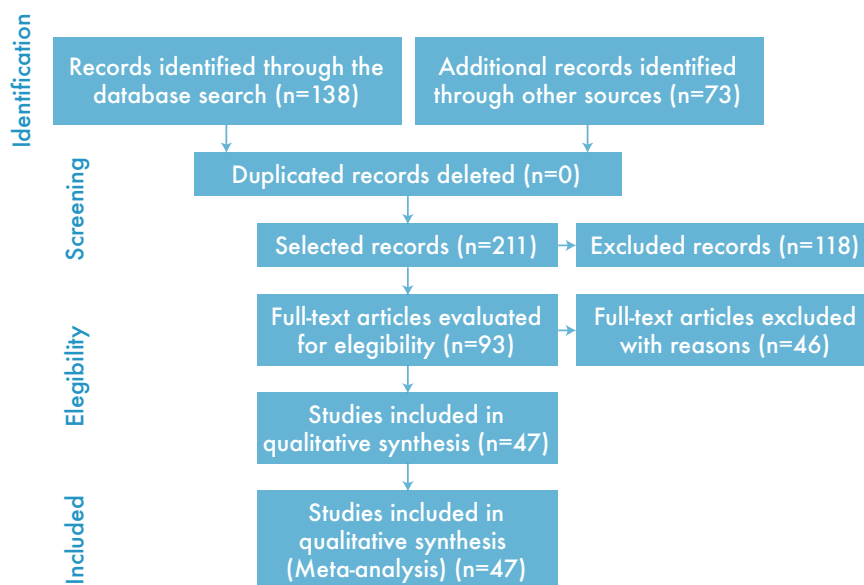 Identification
Records identified through the
database search (n=138)
Additional records identified
through other sources (n=73)
Screening
Duplicated records deleted (n=0)
Selected records (n=211)
Excluded records (n=118)
Elegibility
Full-text articles evaluated
for elegibility (n=93)
Full-text articles excluded
with reasons (n=46)
Studies included in
qualitative synthesis (n=47)
Included
Studies included in
qualitative synthesis
(Meta-analysis) (n=47)